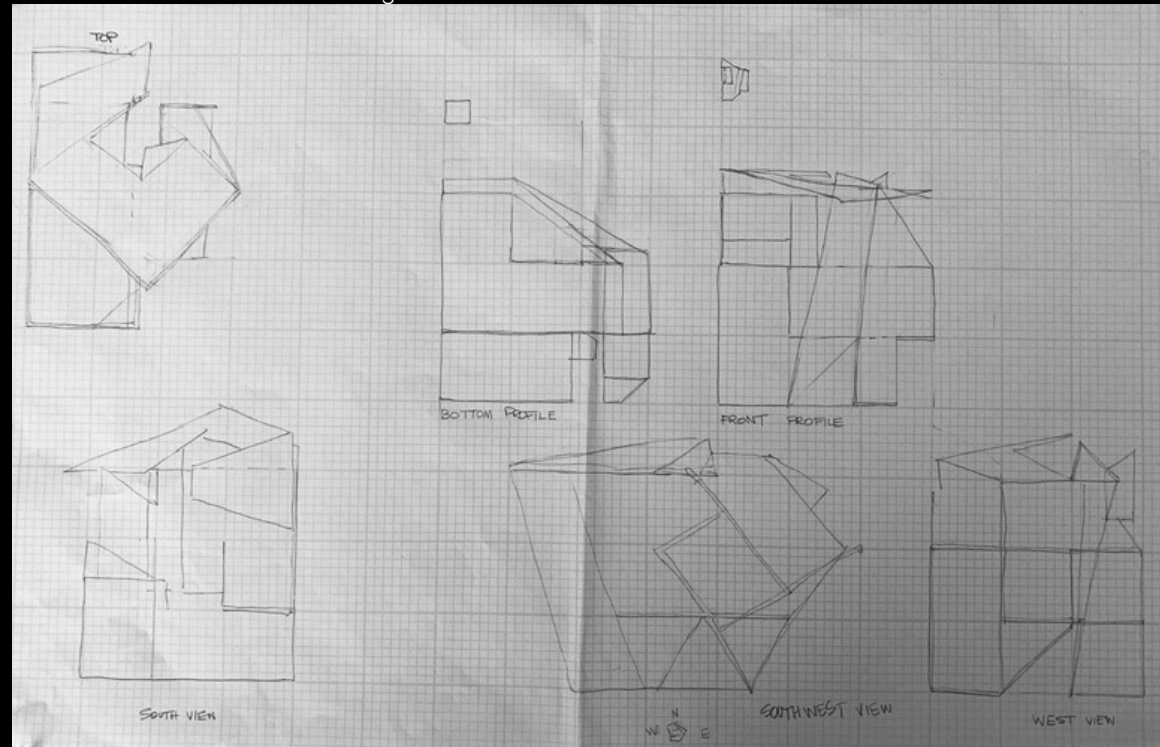 TOP
BOTTOM PROFILE
FRONT PROFILE
SOUTH VIEW
SOUTHWEST VIEW
WEST VIEW
N
W E